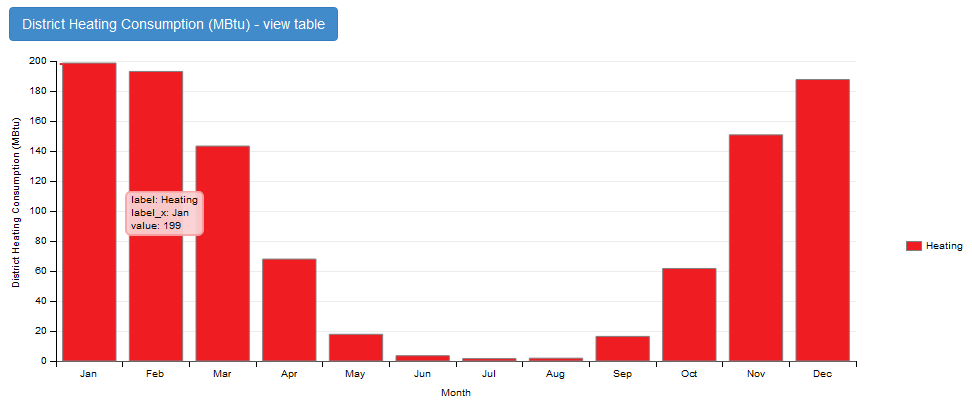 District Heating Consumption (MBtu) - view table
200
180
160
140
120
100
80
60
40
20
0
District Heating Consumption (MBtu)
label: Heating
label_x: Jan
value: 199
Heating
Jan Feb Mar Apr May Jun Jul Aug Sep Oct Nov Dec
Month